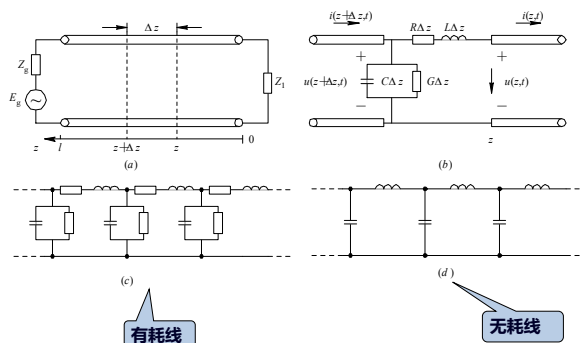 Δz
Z_g
E_g
~
Z_1
z
l
z+Δz
z
0
(a)
i(z+Δz,t)
RΔz
LΔz
i(z,t)
+
+
u(z+Δz,t)
CΔz
GΔz
u(z,t)
−
−
z
(b)
(c)
(d)
有耗线
无耗线